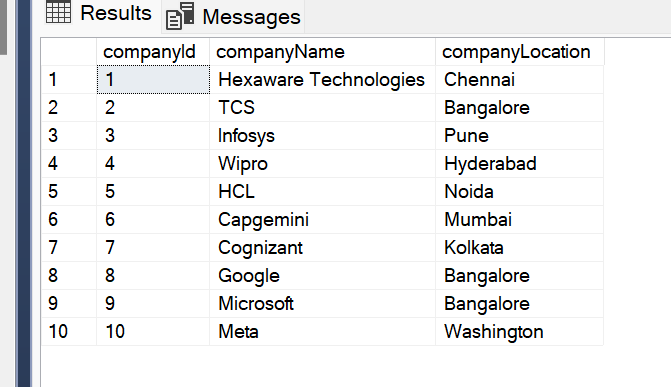 Results Messages
companyId companyName companyLocation
1 1 Hexaware Technologies Chennai
2 2 TCS Bangalore
3 3 Infosys Pune
4 4 Wipro Hyderabad
5 5 HCL Noida
6 6 Capgemini Mumbai
7 7 Cognizant Kolkata
8 8 Google Bangalore
9 9 Microsoft Bangalore
10 10 Meta Washington